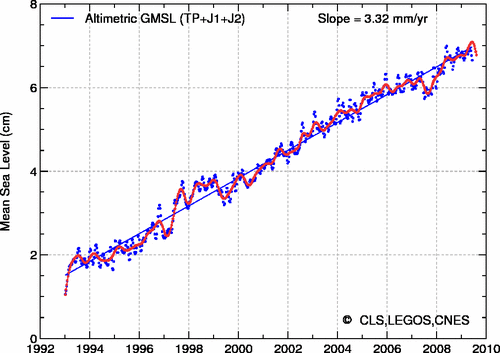 8
Altimetric GMSL (TP+J1+J2)
Slope = 3.32 mm/yr
6
Mean Sea Level (cm)
4
2
© CLS,LEGOS,CNES
0
1992 1994 1996 1998 2000 2002 2004 2006 2008 2010